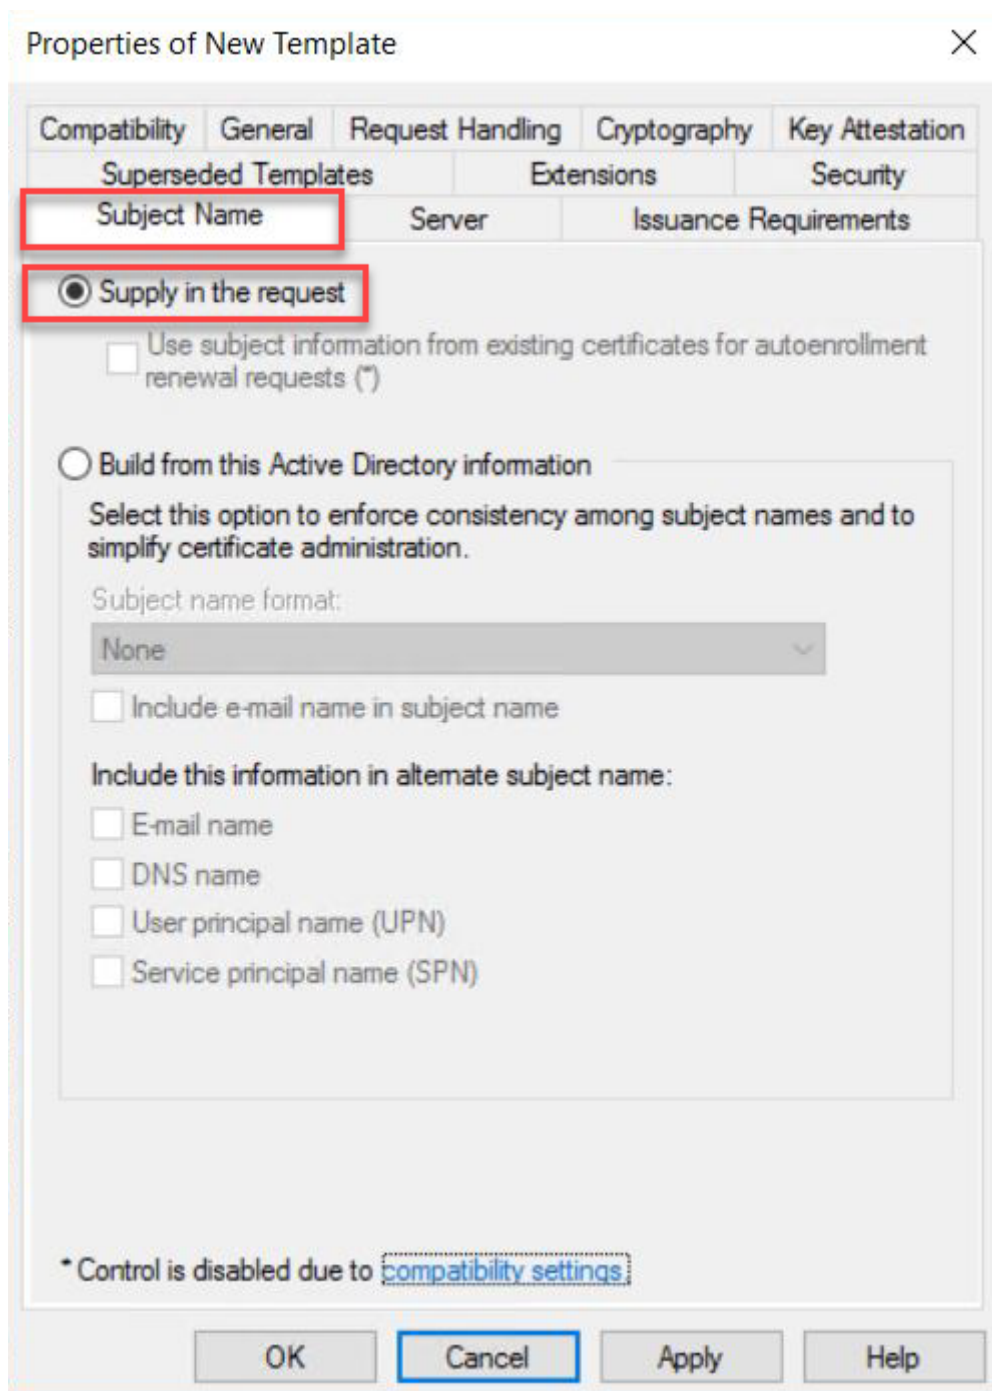 Properties of New Template
Compatibility General Request Handling Cryptography Key Attestation
Superseded Templates Extensions Security
Subject Name Server Issuance Requirements
Supply in the request
Use subject information from existing certificates for autoenrollment
renewal requests (*)
Build from this Active Directory information
Select this option to enforce consistency among subject names and to
simplify certificate administration.
Subject name format:
None
Include e-mail name in subject name
Include this information in alternate subject name:
E-mail name
DNS name
User principal name (UPN)
Service principal name (SPN)
* Control is disabled due to compatibility settings.
OK Cancel Apply Help